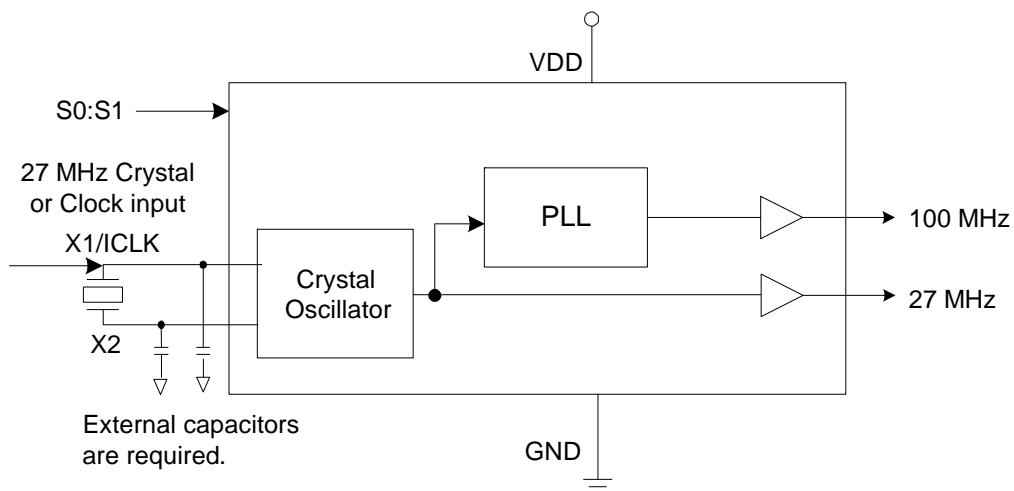 VDD
S0:S1
27 MHz Crystal
or Clock input
X1/ICLK
X2
Crystal
Oscillator
PLL
100 MHz
27 MHz
External capacitors
are required.
GND